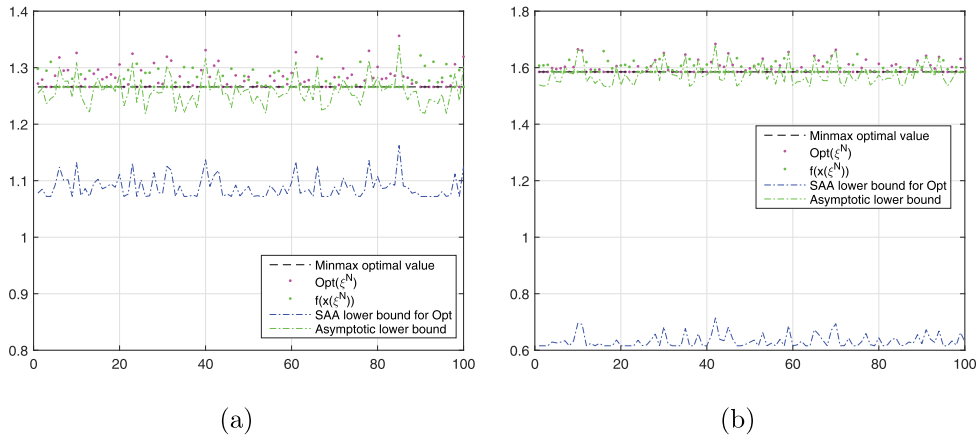 1.4
1.3
1.2
1.1
1
0.9
0.8
0 20 40 60 80 100
Minmax optimal value
Opt(ξ^N)
f(x(ξ^N))
SAA lower bound for Opt
Asymptotic lower bound
(a)
1.8
1.6
1.4
1.2
1
0.8
0.6
0 20 40 60 80 100
Minmax optimal value
Opt(ξ^N)
f(x(ξ^N))
SAA lower bound for Opt
Asymptotic lower bound
(b)